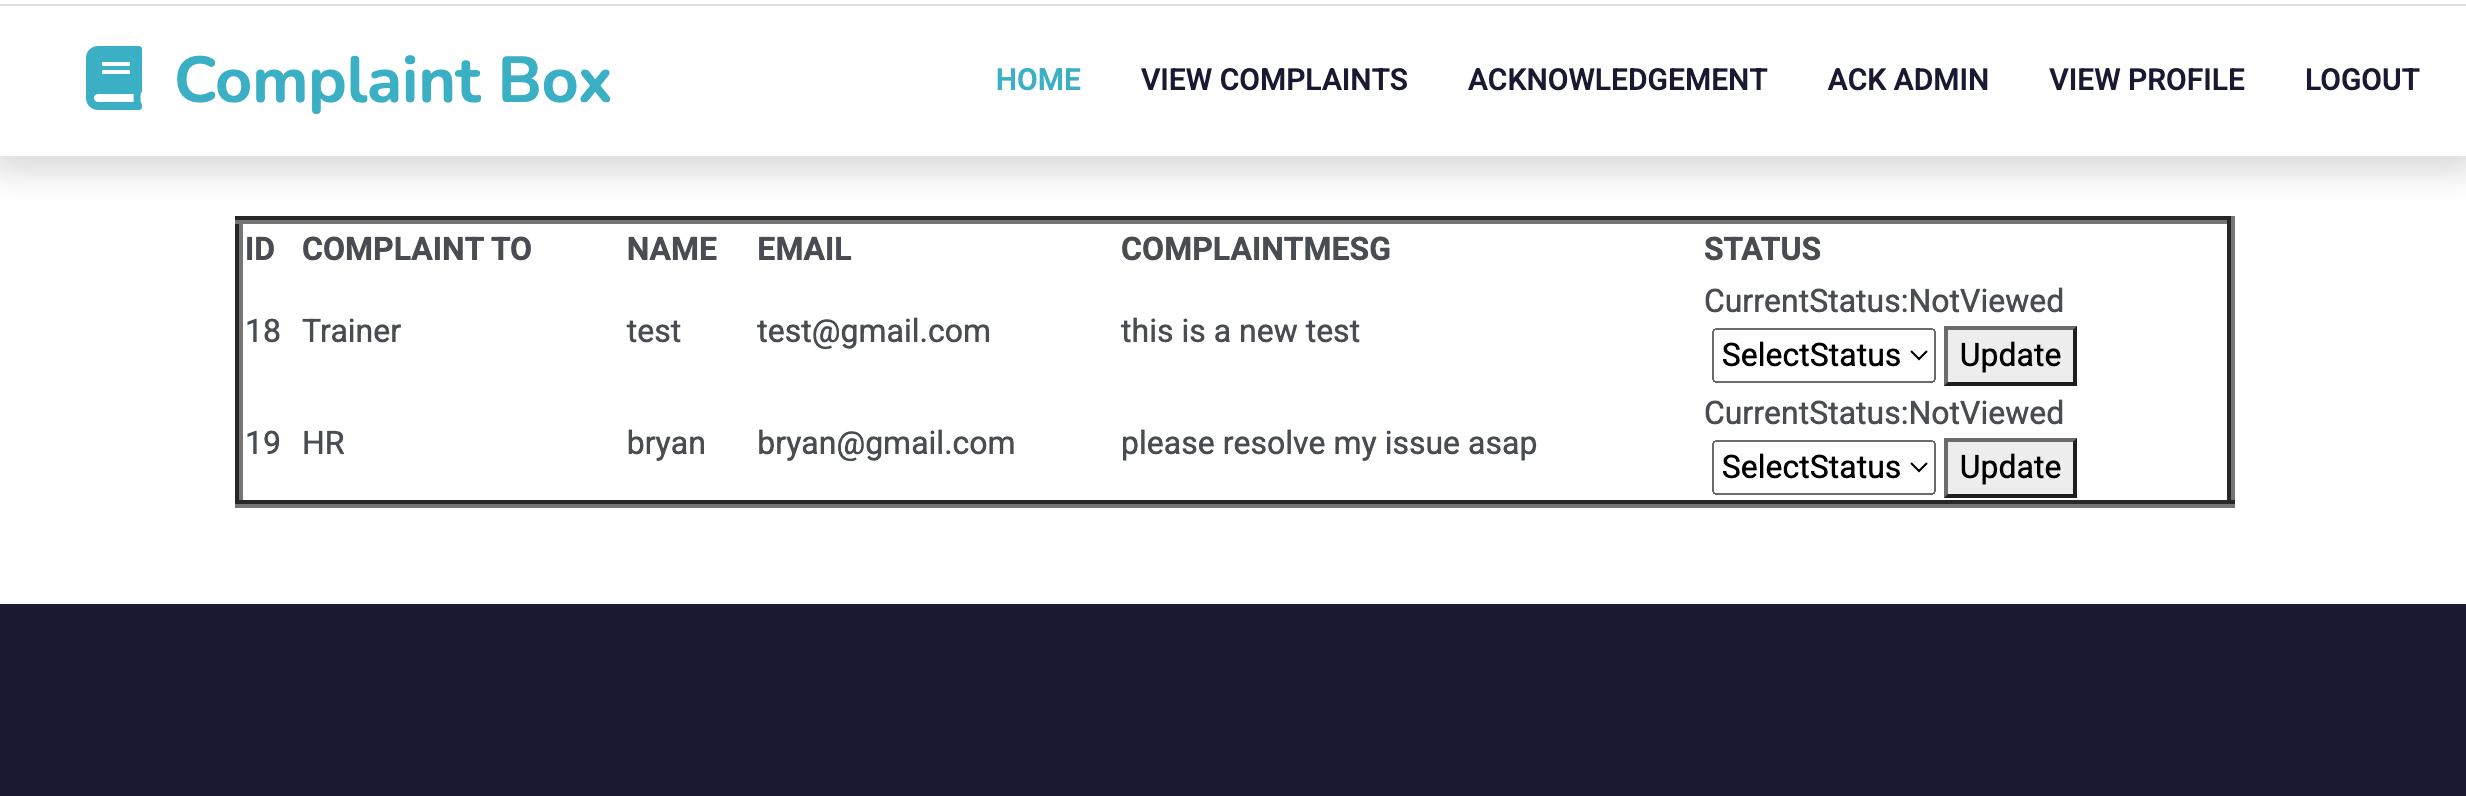 Complaint Box
HOME VIEW COMPLAINTS ACKNOWLEDGEMENT ACK ADMIN VIEW PROFILE LOGOUT
ID COMPLAINT TO NAME EMAIL COMPLAINTMESG STATUS
18 Trainer test test@gmail.com this is a new test CurrentStatus:NotViewed
SelectStatus Update
19 HR bryan bryan@gmail.com please resolve my issue asap CurrentStatus:NotViewed
SelectStatus Update